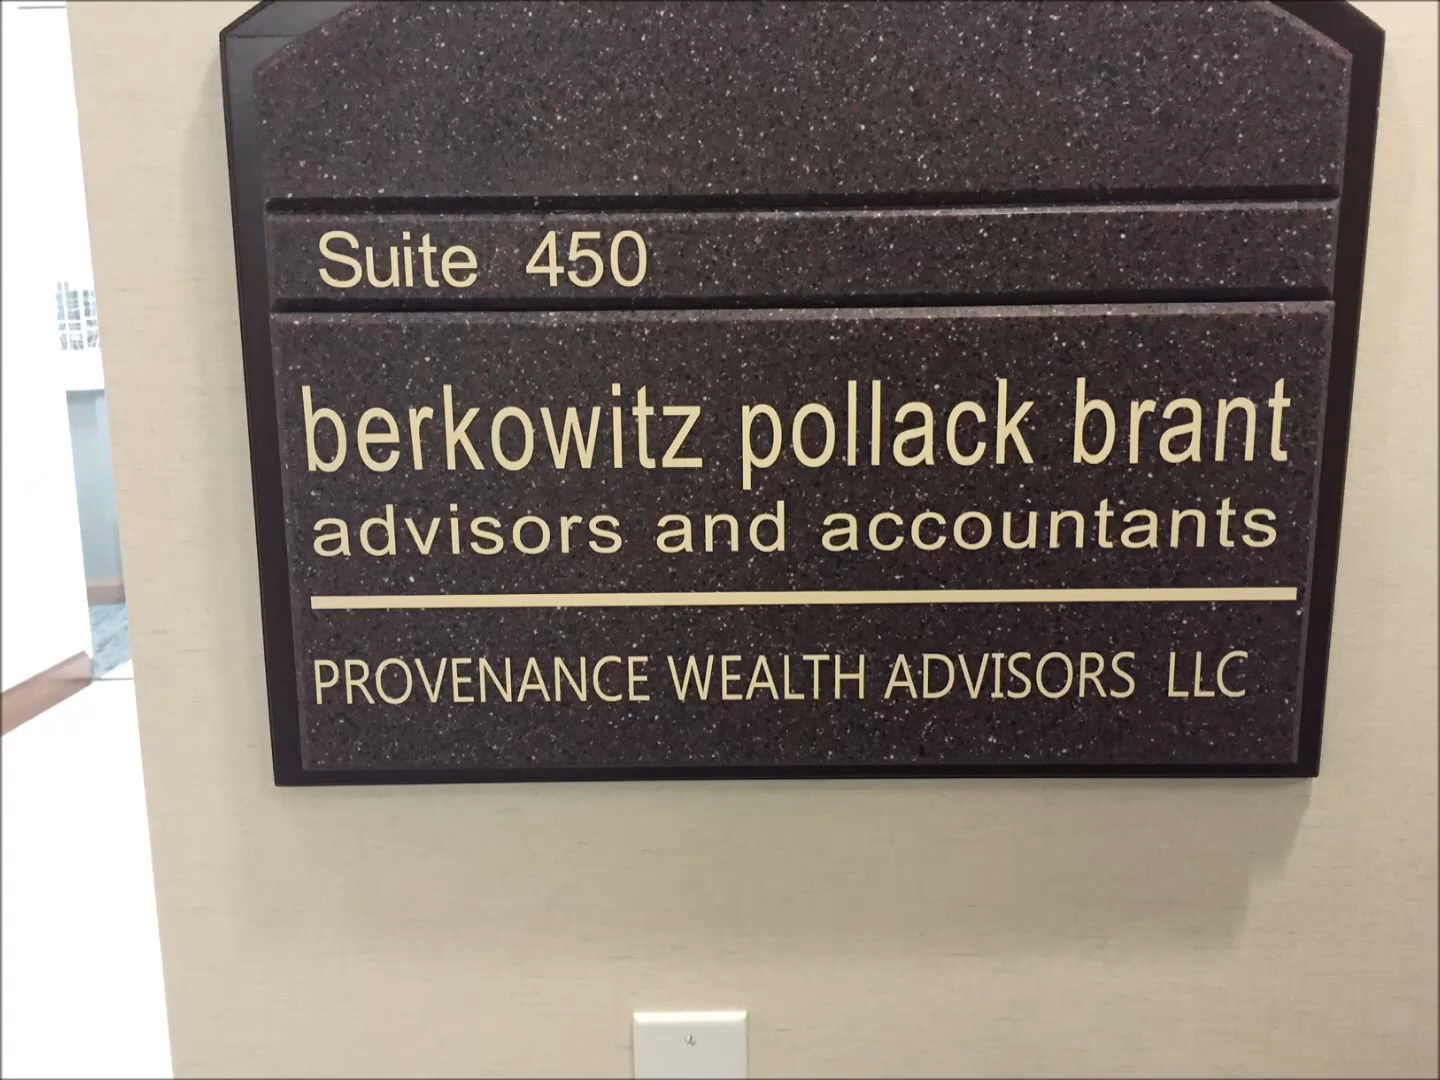 Suite 450
berkowitz pollack brant
advisors and accountants
PROVENANCE WEALTH ADVISORS LLC